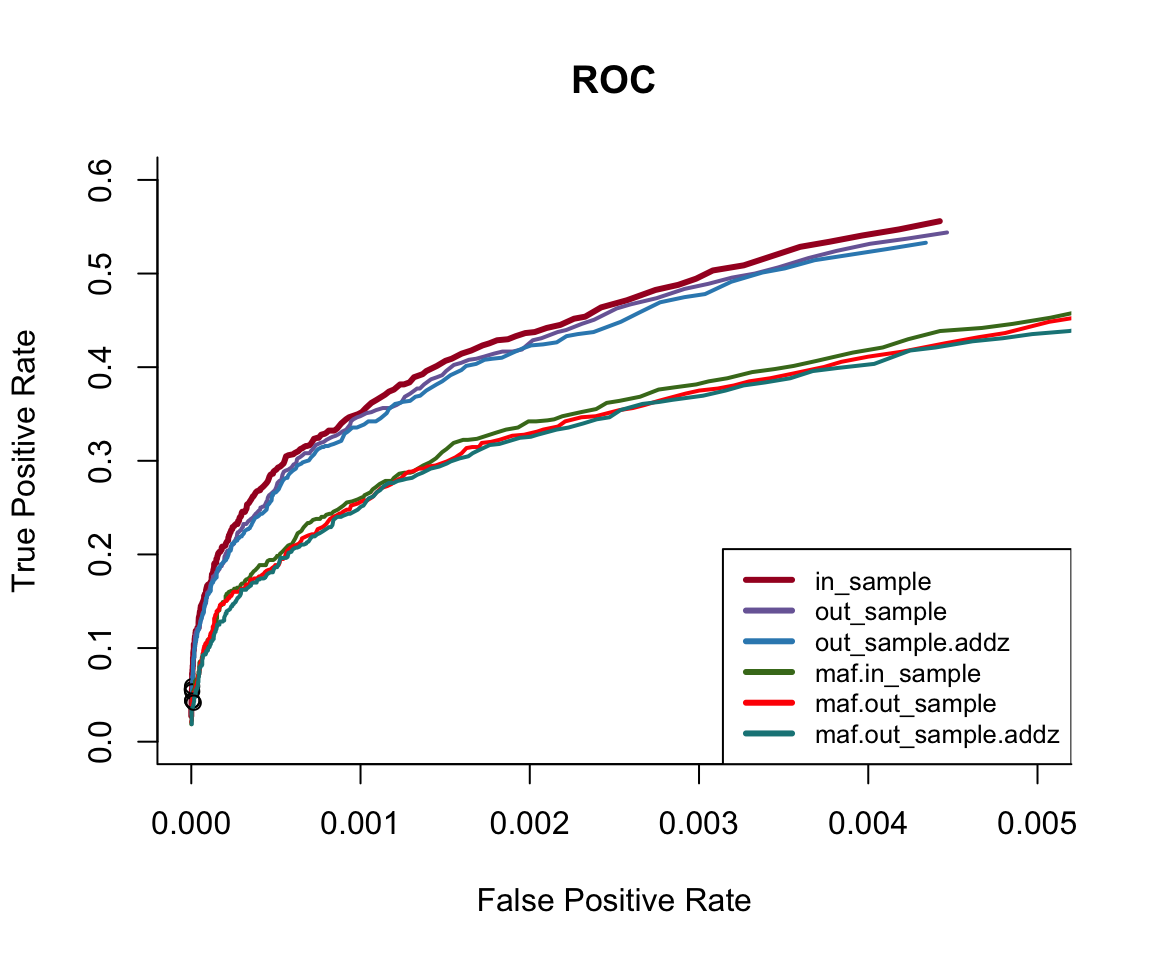 ROC
True Positive Rate
0.6
0.5
0.4
0.3
0.2
0.1
0.0
in_sample
out_sample
out_sample.addz
maf.in_sample
maf.out_sample
maf.out_sample.addz
0.000 0.001 0.002 0.003 0.004 0.005
False Positive Rate